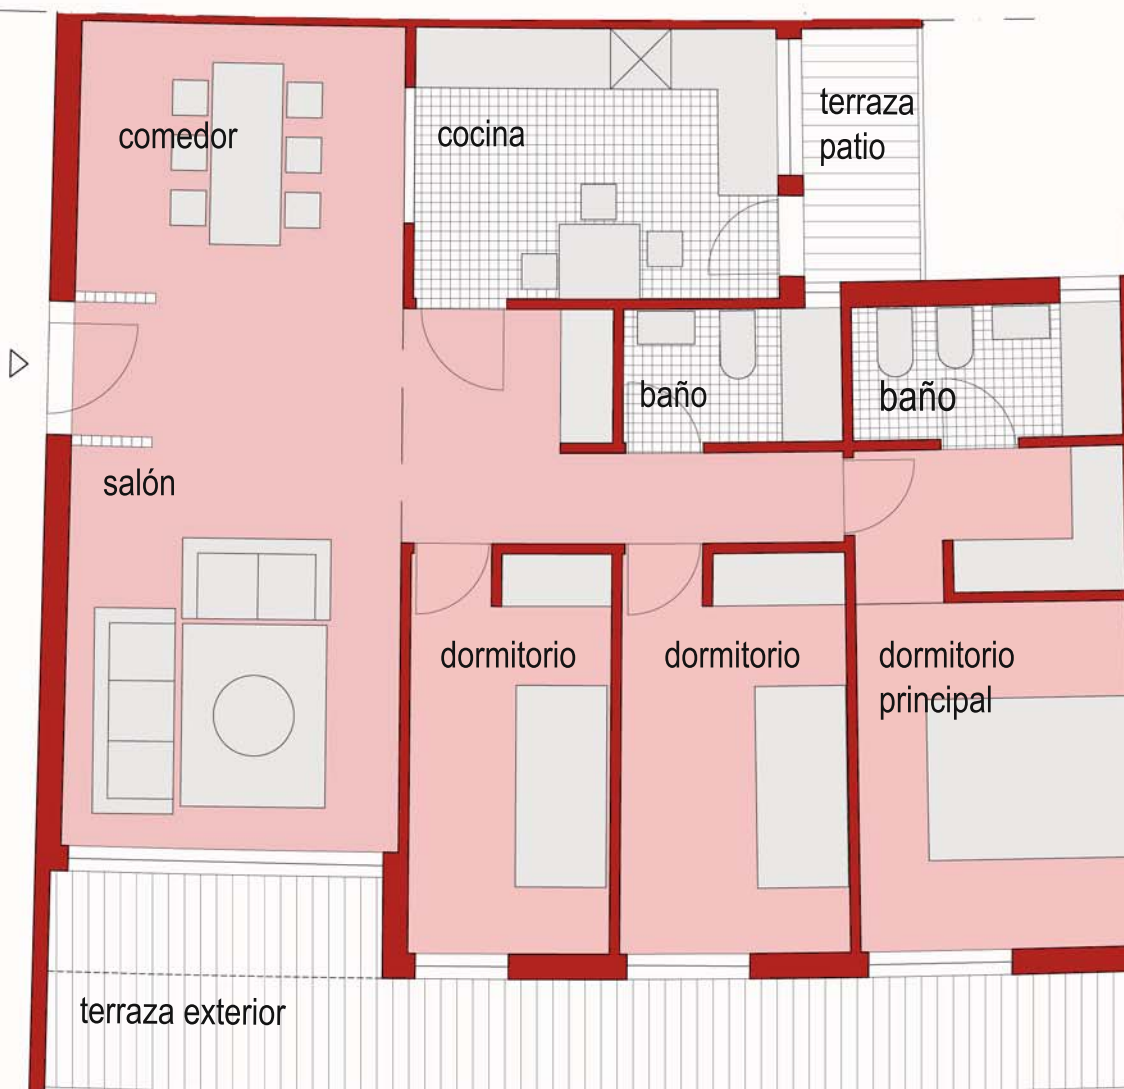 comedor
cocina
terraza
patio
baño
baño
salón
dormitorio
dormitorio
dormitorio
principal
terraza exterior